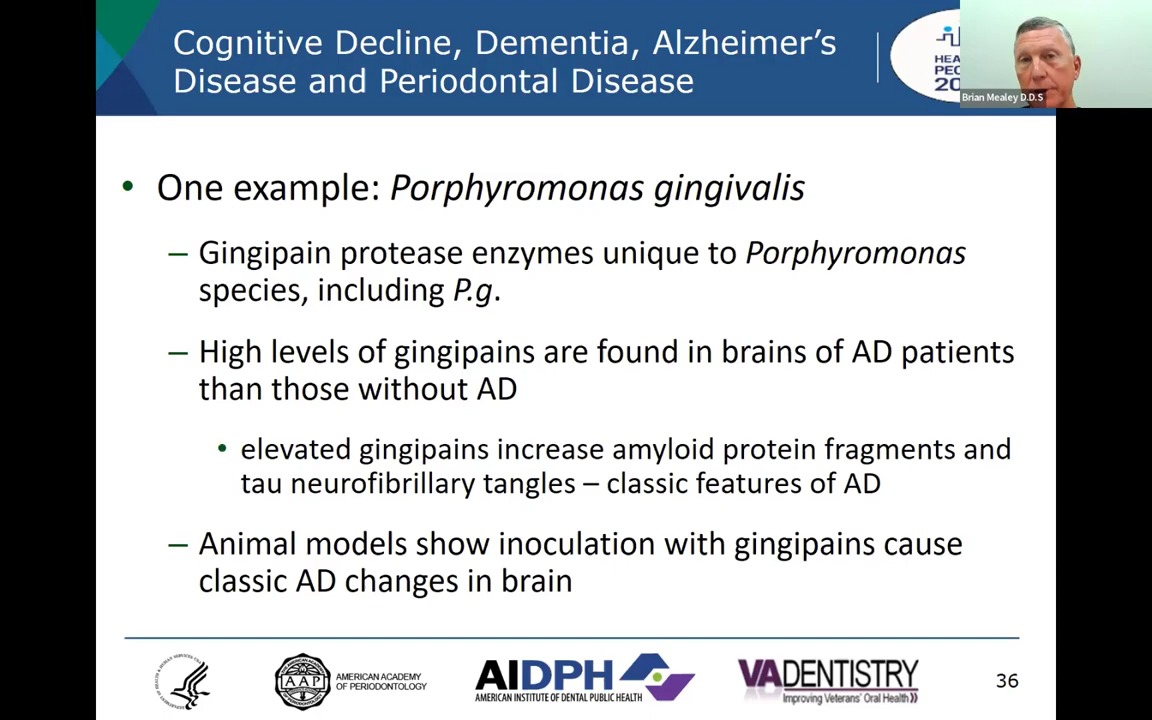 Cognitive Decline, Dementia, Alzheimer's
Disease and Periodontal Disease
HEA
PEO
20
Brian Mealey D.D.S
• One example: Porphyromonas gingivalis
– Gingipain protease enzymes unique to Porphyromonas
species, including P.g.
– High levels of gingipains are found in brains of AD patients
than those without AD
• elevated gingipains increase amyloid protein fragments and
tau neurofibrillary tangles – classic features of AD
– Animal models show inoculation with gingipains cause
classic AD changes in brain
AAP
AMERICAN ACADEMY
OF PERIODONTOLOGY
AIDPH
AMERICAN INSTITUTE OF DENTAL PUBLIC HEALTH
VADENTISTRY
Improving Veterans' Oral Health
36